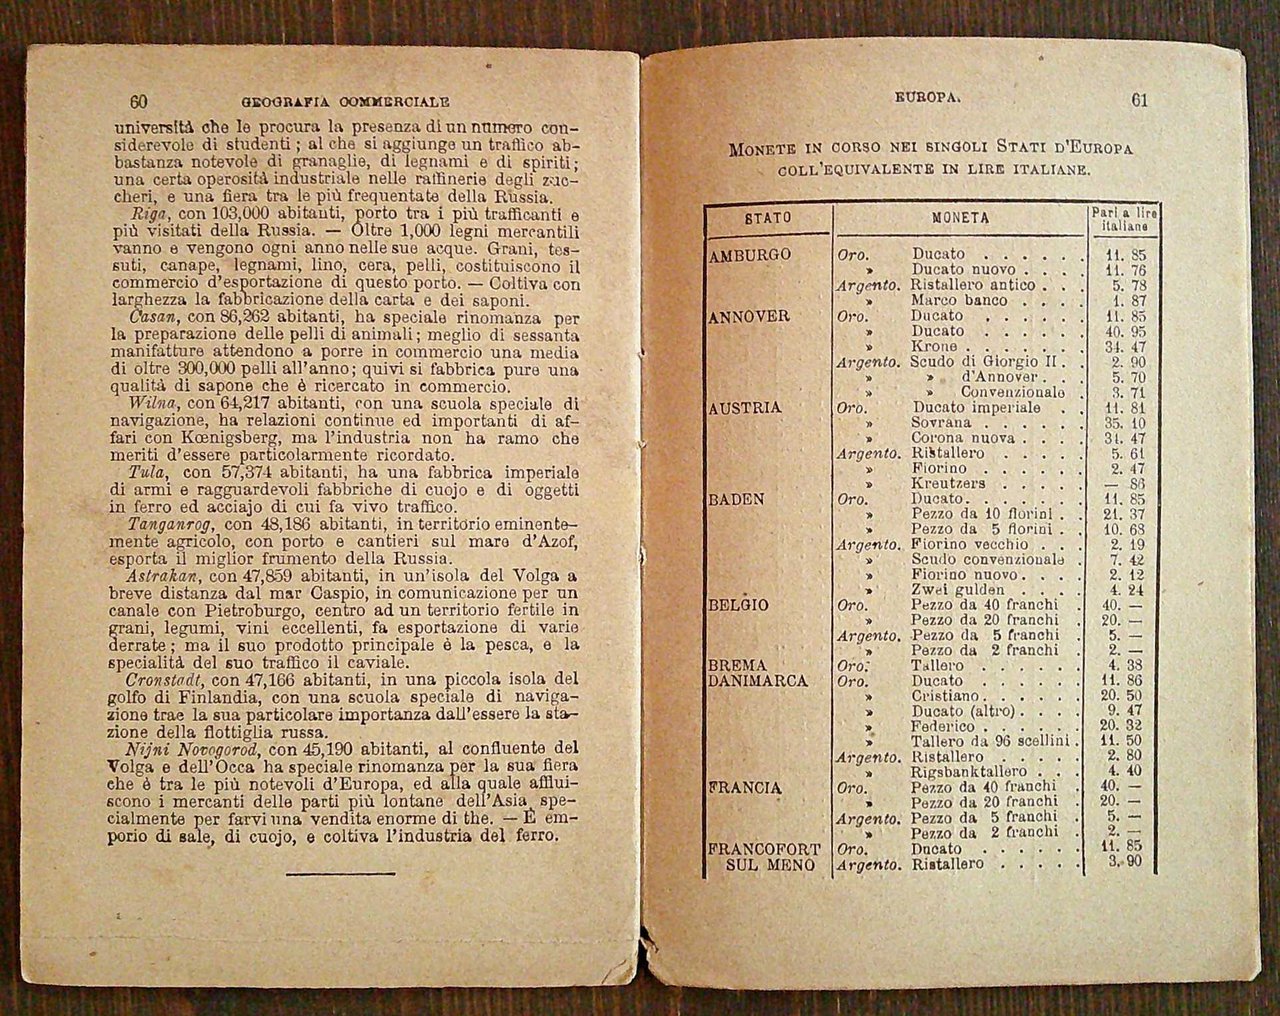 60 GEOGRAFIA COMMERCIALE
università che le procura la presenza di un numero con-
siderevole di studenti; al che si aggiunge un traffico ab-
bastanza notevole di granaglie, di legnami e di spiriti;
una certa operosità industriale nelle raffinerie degli zuc-
cheri, e una fiera tra le più frequentate della Russia.
Riga, con 103,000 abitanti, porto tra i più trafficanti e
più visitati della Russia. — Oltre 1,000 legni mercantili
vanno e vengono ogni anno nelle sue acque. Grani, tes-
suti, canape, legnami, lino, cera, pelli, costituiscono il
commercio d'esportazione di questo porto. — Coltiva con
larghezza la fabbricazione della carta e dei saponi.
Casan, con 86,262 abitanti, ha speciale rinomanza per
la preparazione delle pelli di animali; meglio di sessanta
manifatture attendono a porre in commercio una media
di oltre 300,000 pelli all'anno; quivi si fabbrica pure una
qualità di sapone che è ricercato in commercio.
Wilna, con 64,217 abitanti, con una scuola speciale di
navigazione, ha relazioni continue ed importanti di af-
fari con Kœnigsberg, ma l'industria non ha ramo che
meriti d'essere particolarmente ricordato.
Tula, con 57,374 abitanti, ha una fabbrica imperiale
di armi e ragguardevoli fabbriche di cuojo e di oggetti
in ferro ed acciajo di cui fa vivo traffico.
Tanganrog, con 48,186 abitanti, in territorio eminente-
mente agricolo, con porto e cantieri sul mare d'Azof,
esporta il miglior frumento della Russia.
Astrakan, con 47,859 abitanti, in un'isola del Volga a
breve distanza dal mar Caspio, in comunicazione per un
canale con Pietroburgo, centro ad un territorio fertile in
grani, legumi, vini eccellenti, fa esportazione di varie
derrate; ma il suo prodotto principale è la pesca, e la
specialità del suo traffico il caviale.
Cronstadt, con 47,166 abitanti, in una piccola isola del
golfo di Finlandia, con una scuola speciale di naviga-
zione trae la sua particolare importanza dall'essere la sta-
zione della flottiglia russa.
Nijni Novogorod, con 45,190 abitanti, al confluente del
Volga e dell'Occa ha speciale rinomanza per la sua fiera
che è tra le più notevoli d'Europa, ed alla quale afflui-
scono i mercanti delle parti più lontane dell'Asia, spe-
cialmente per farvi una vendita enorme di the. — È em-
porio di sale, di cuojo, e coltiva l'industria del ferro.
EUROPA. 61
MONETE IN CORSO NEI SINGOLI STATI D'EUROPA
COLL'EQUIVALENTE IN LIRE ITALIANE.
STATO MONETA Pari a lire
italiane
AMBURGO Oro. Ducato . . . . . . 11. 85
» Ducato nuovo . . . . 11. 76
Argento. Ristallero antico . . . 5. 78
» Marco banco . . . . 1. 87
ANNOVER Oro. Ducato . . . . . . 11. 85
» Ducato . . . . . . 40. 95
» Krone . . . . . . . 34. 47
Argento. Scudo di Giorgio II . . 2. 90
» » d'Annover . . . 5. 70
» » Convenzionale . 3. 71
AUSTRIA Oro. Ducato imperiale . . 11. 81
» Sovrana . . . . . . 35. 10
» Corona nuova . . . . 34. 47
Argento. Ristallero . . . . . 5. 61
» Fiorino . . . . . . 2. 47
» Kreutzers . . . . . — 86
BADEN Oro. Ducato. . . . . . . 11. 85
» Pezzo da 10 florini . . 21. 37
» Pezzo da 5 florini . . 10. 68
Argento. Fiorino vecchio . . . 2. 19
» Scudo convenzionale . 7. 42
» Fiorino nuovo . . . . 2. 12
» Zwei gulden . . . . 4. 24
BELGIO Oro. Pezzo da 40 franchi . 40. —
» Pezzo da 20 franchi . 20. —
Argento. Pezzo da 5 franchi . 5. —
» Pezzo da 2 franchi . 2. —
BREMA Oro. Tallero . . . . . . 4. 38
DANIMARCA Oro. Ducato . . . . . . 11. 86
» Cristiano . . . . . . 20. 50
» Ducato (altro) . . . . 9. 47
» Federico . . . . . . 20. 32
» Tallero da 96 scellini . 11. 50
Argento. Ristallero . . . . . 2. 80
» Rigsbanktallero . . . 4. 40
FRANCIA Oro. Pezzo da 40 franchi . 40. —
» Pezzo da 20 franchi . 20. —
Argento. Pezzo da 5 franchi . 5. —
» Pezzo da 2 franchi . 2. —
FRANCOFORT Oro. Ducato . . . . . . 11. 85
SUL MENO Argento. Ristallero . . . . . 3. 90